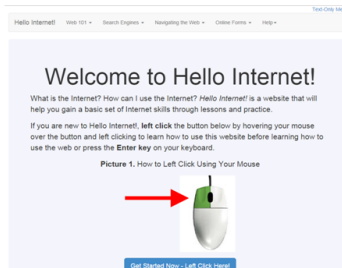 Text Only
Hello Internet! Web 101 Search Engines Navigating the Web Online Forms Help
Welcome to Hello Internet!
What is the Internet? How can I use the Internet? Hello Internet! is a website that will
help you gain a basic set of Internet skills through lessons and practice.
If you are new to Hello Internet!, left click the button below by hovering your mouse
over the button and left clicking to learn how to use this website before learning how to
use the web or press the Enter key on your keyboard.
Picture 1. How to Left Click Using Your Mouse
Get Started Now - Left Click Here!